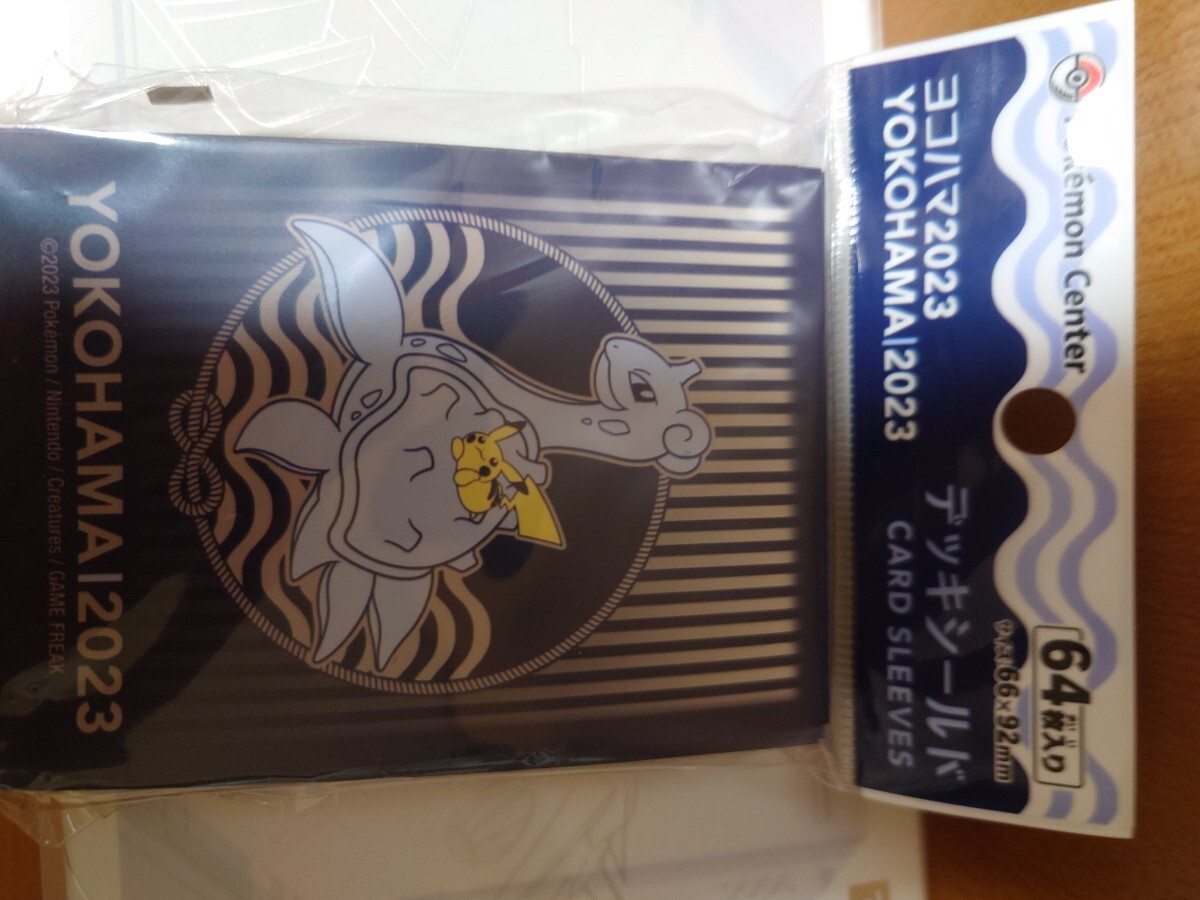 Pokémon Center
ヨコハマ2023
YOKOHAMA|2023
デッキシールド
CARD SLEEVES
64枚入り
66×92mm
YOKOHAMA|2023
©2023 Pokémon / Nintendo / Creatures / GAME FREAK